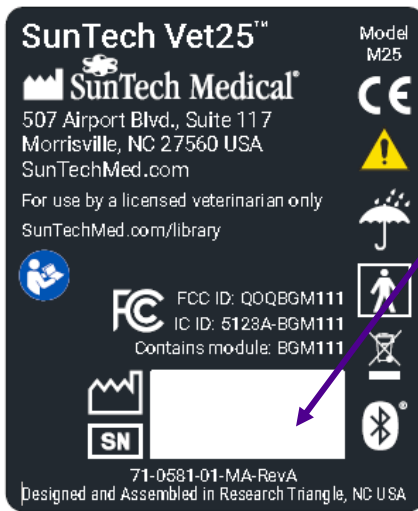 SunTech Vet25™
Model
M25
SunTech Medical®
CE
507 Airport Blvd., Suite 117
Morrisville, NC 27560 USA
SunTechMed.com
For use by a licensed veterinarian only
SunTechMed.com/library
FC
FCC ID: QOQBGM111
IC ID: 5123A-BGM111
Contains module: BGM111
SN
71-0581-01-MA-RevA
Designed and Assembled in Research Triangle, NC USA